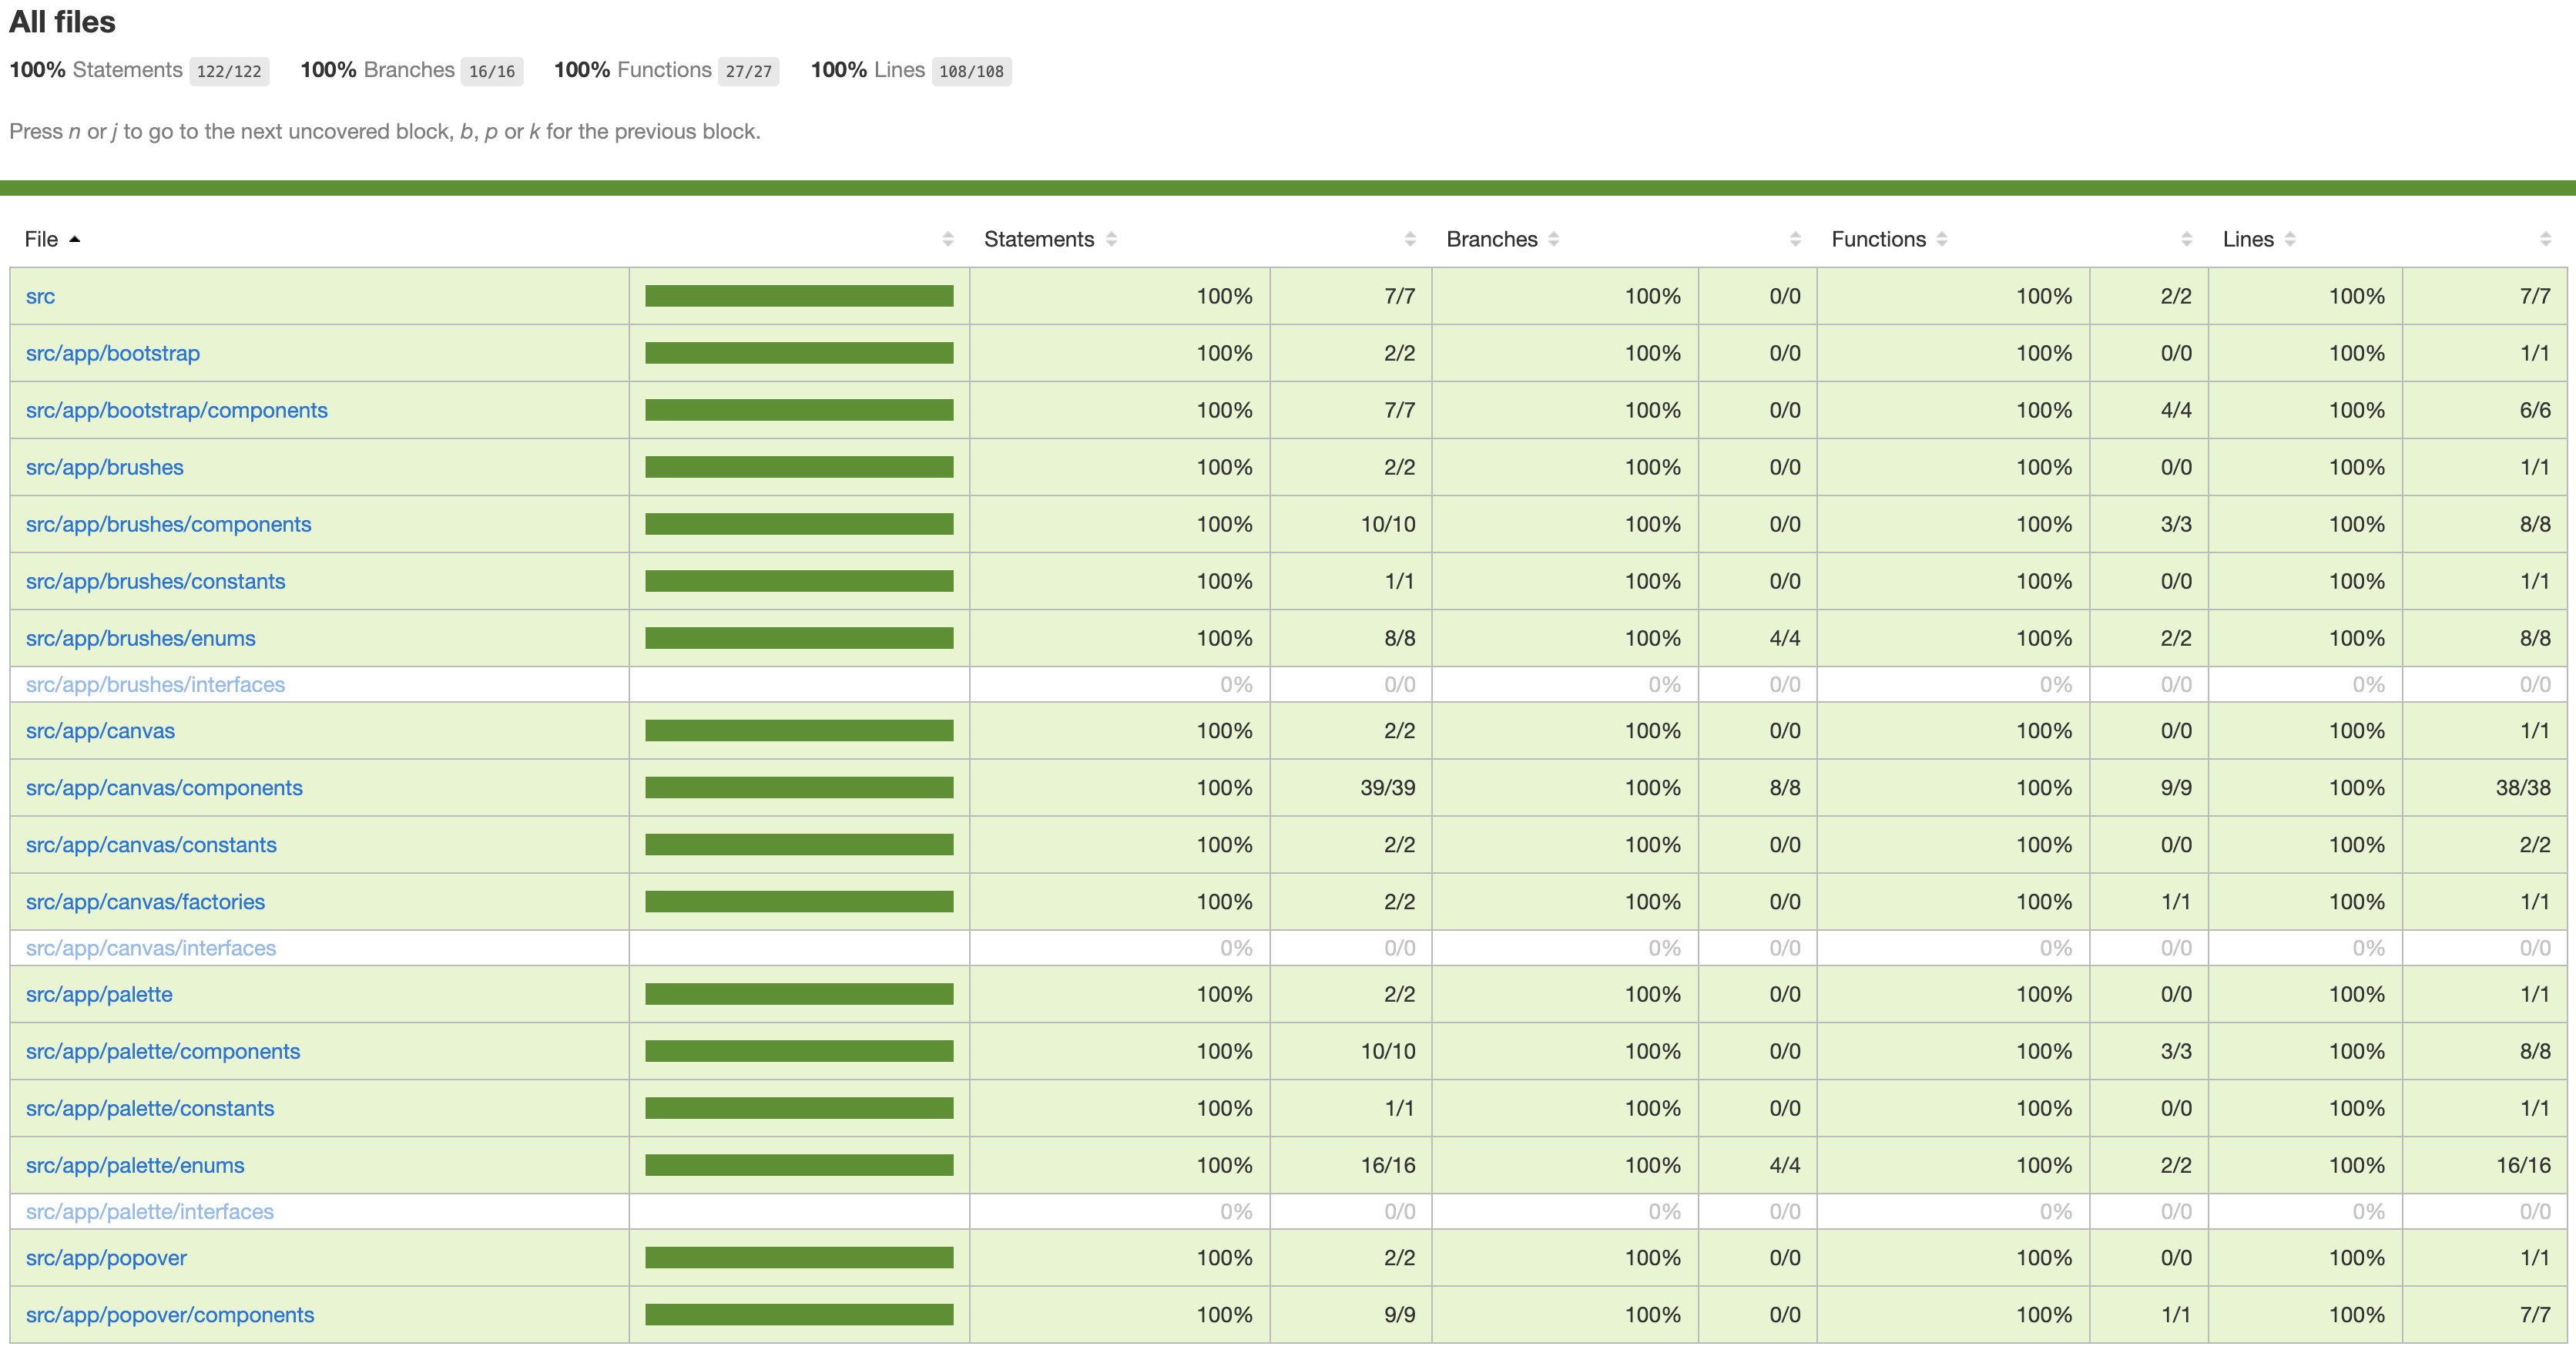 All files
100% Statements 122/122 100% Branches 16/16 100% Functions 27/27 100% Lines 108/108
Press n or j to go to the next uncovered block, b, p or k for the previous block.
File Statements Branches Functions Lines
src 100% 7/7 100% 0/0 100% 2/2 100% 7/7
src/app/bootstrap 100% 2/2 100% 0/0 100% 0/0 100% 1/1
src/app/bootstrap/components 100% 7/7 100% 0/0 100% 4/4 100% 6/6
src/app/brushes 100% 2/2 100% 0/0 100% 0/0 100% 1/1
src/app/brushes/components 100% 10/10 100% 0/0 100% 3/3 100% 8/8
src/app/brushes/constants 100% 1/1 100% 0/0 100% 0/0 100% 1/1
src/app/brushes/enums 100% 8/8 100% 4/4 100% 2/2 100% 8/8
src/app/brushes/interfaces 0% 0/0 0% 0/0 0% 0/0 0% 0/0
src/app/canvas 100% 2/2 100% 0/0 100% 0/0 100% 1/1
src/app/canvas/components 100% 39/39 100% 8/8 100% 9/9 100% 38/38
src/app/canvas/constants 100% 2/2 100% 0/0 100% 0/0 100% 2/2
src/app/canvas/factories 100% 2/2 100% 0/0 100% 1/1 100% 1/1
src/app/canvas/interfaces 0% 0/0 0% 0/0 0% 0/0 0% 0/0
src/app/palette 100% 2/2 100% 0/0 100% 0/0 100% 1/1
src/app/palette/components 100% 10/10 100% 0/0 100% 3/3 100% 8/8
src/app/palette/constants 100% 1/1 100% 0/0 100% 0/0 100% 1/1
src/app/palette/enums 100% 16/16 100% 4/4 100% 2/2 100% 16/16
src/app/palette/interfaces 0% 0/0 0% 0/0 0% 0/0 0% 0/0
src/app/popover 100% 2/2 100% 0/0 100% 0/0 100% 1/1
src/app/popover/components 100% 9/9 100% 0/0 100% 1/1 100% 7/7